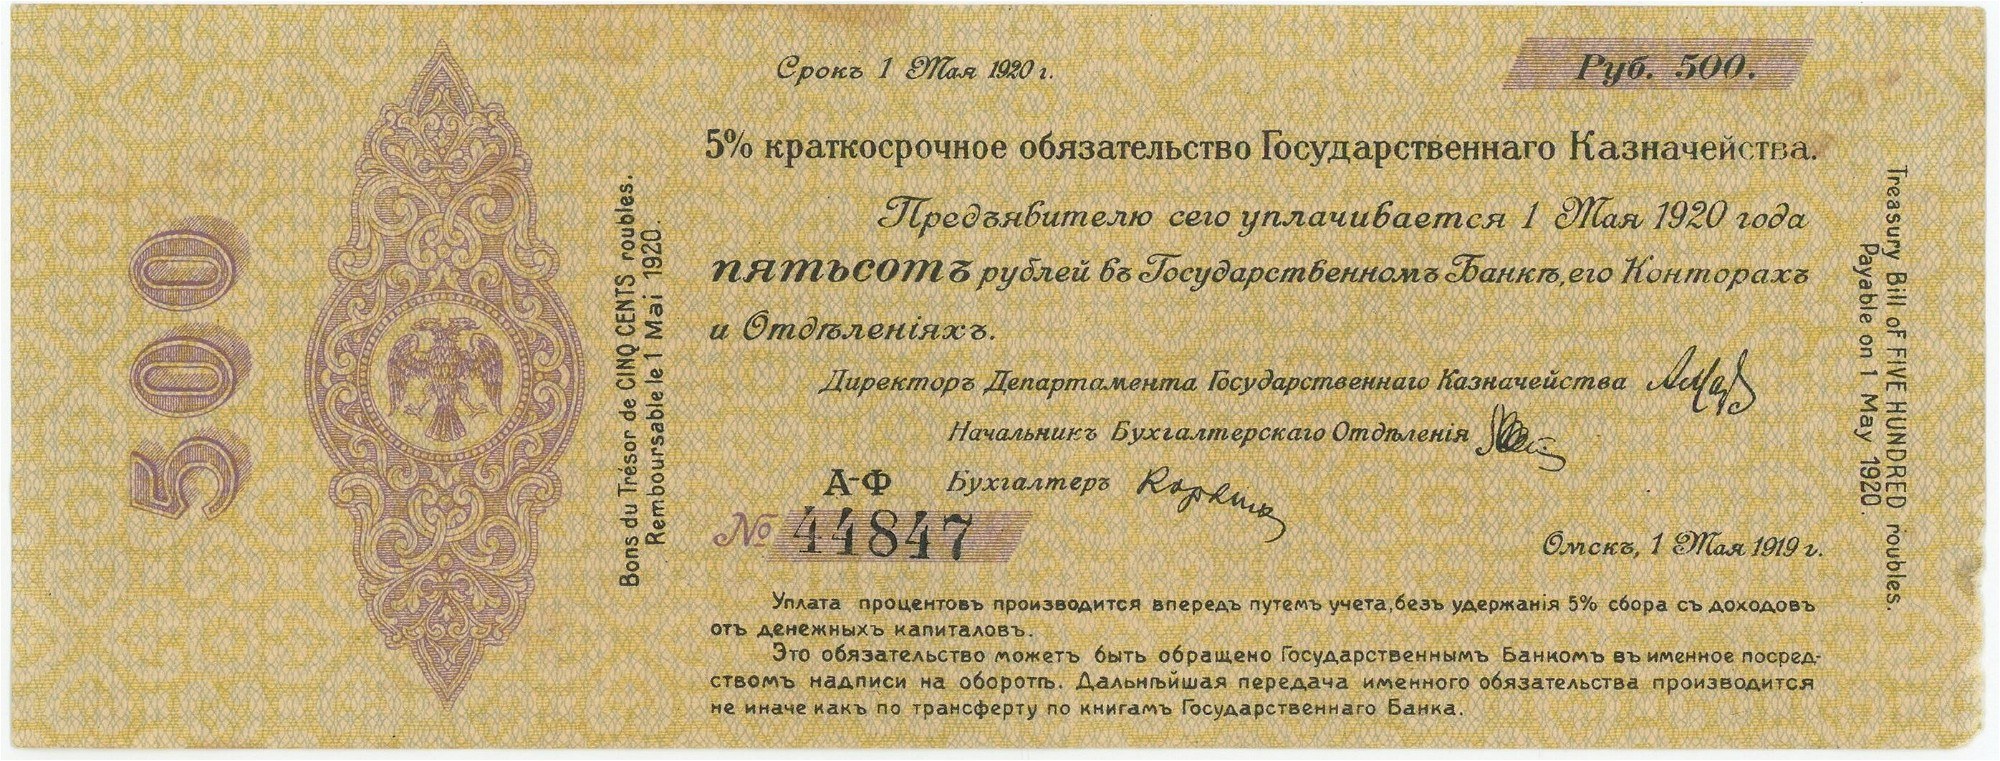 500
Bons du Trésor de CINQ CENTS roubles.
Remboursable le 1 Mai 1920.
Срокъ 1 Мая 1920 г.
Руб. 500.
5% краткосрочное обязательство Государственнаго Казначейства.
Предъявителю сего уплачивается 1 Мая 1920 года
пятьсотъ рублей въ Государственномъ Банкѣ, его Конторахъ
и Отдѣленіяхъ.
Директоръ Департамента Государственнаго Казначейства
Начальникъ Бухгалтерскаго Отдѣленія
А-Ф Бухгалтеръ
№ 44847
Омскъ, 1 Мая 1919 г.
Уплата процентовъ производится впередъ путемъ учета, безъ удержанія 5% сбора съ доходовъ
отъ денежныхъ капиталовъ.
Это обязательство можетъ быть обращено Государственнымъ Банкомъ въ именное посред-
ствомъ надписи на оборотѣ. Дальнѣйшая передача именного обязательства производится
не иначе какъ по трансферту по книгамъ Государственнаго Банка.
Treasury Bill of FIVE HUNDRED roubles.
Payable on 1 May 1920.